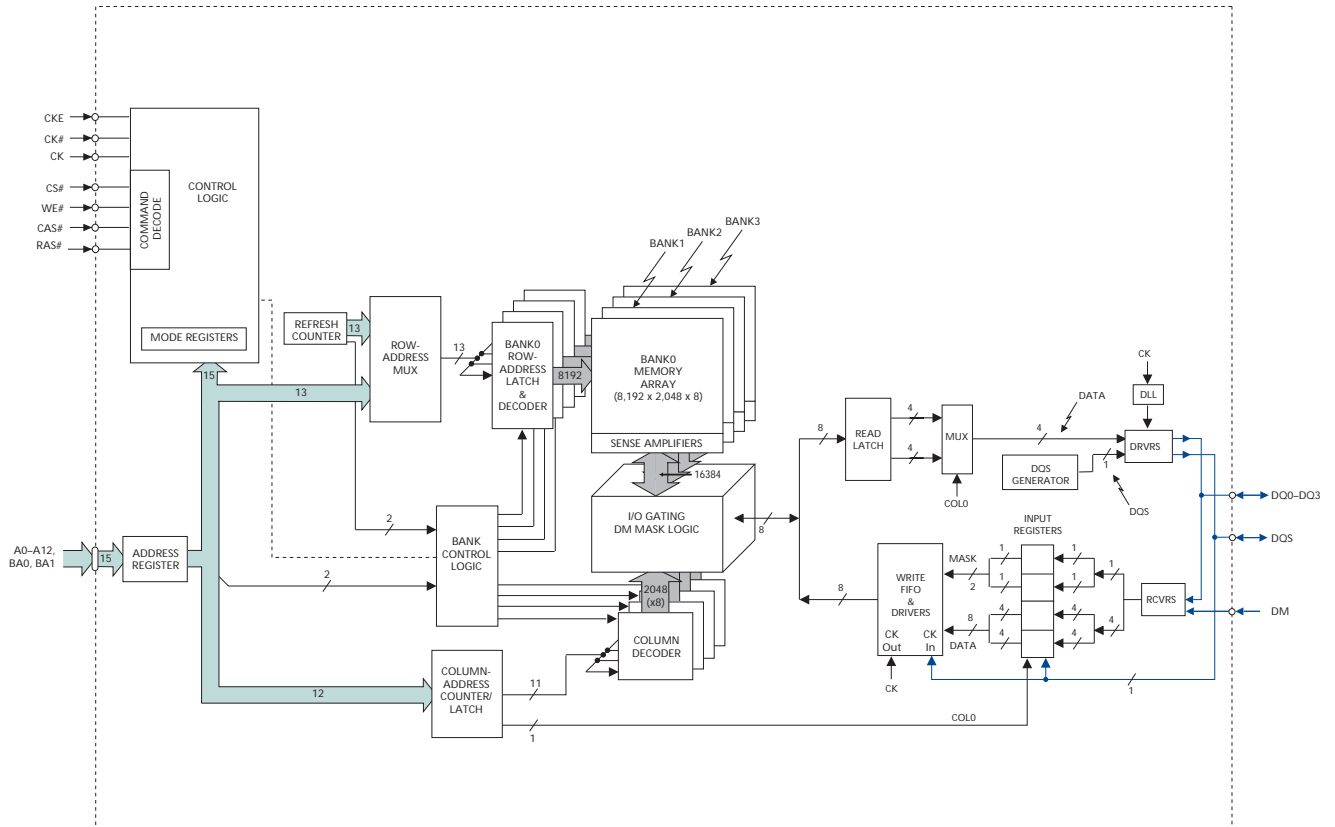 CKE
CK#
CK
CS#
WE#
CAS#
RAS#
COMMAND
DECODE
CONTROL
LOGIC
MODE REGISTERS
15
REFRESH
COUNTER
13
13
ROW-
ADDRESS
MUX
13
BANK0
ROW-
ADDRESS
LATCH
&
DECODER
8192
BANK1
BANK2
BANK3
BANK0
MEMORY
ARRAY
(8,192 x 2,048 x 8)
SENSE AMPLIFIERS
16384
I/O GATING
DM MASK LOGIC
8
2
2
BANK
CONTROL
LOGIC
A0–A12,
BA0, BA1
15
ADDRESS
REGISTER
2048
(x8)
COLUMN
DECODER
12
COLUMN-
ADDRESS
COUNTER/
LATCH
11
1
COL0
8
READ
LATCH
4
4
MUX
COL0
4
DATA
CK
DLL
DRVRS
DQS
GENERATOR
1
DQS
DQ0–DQ3
DQS
DM
INPUT
REGISTERS
8
WRITE
FIFO
&
DRIVERS
CK
Out
CK
In
CK
MASK
2
8
DATA
1
1
4
4
1
1
4
4
1
4
RCVRS
1